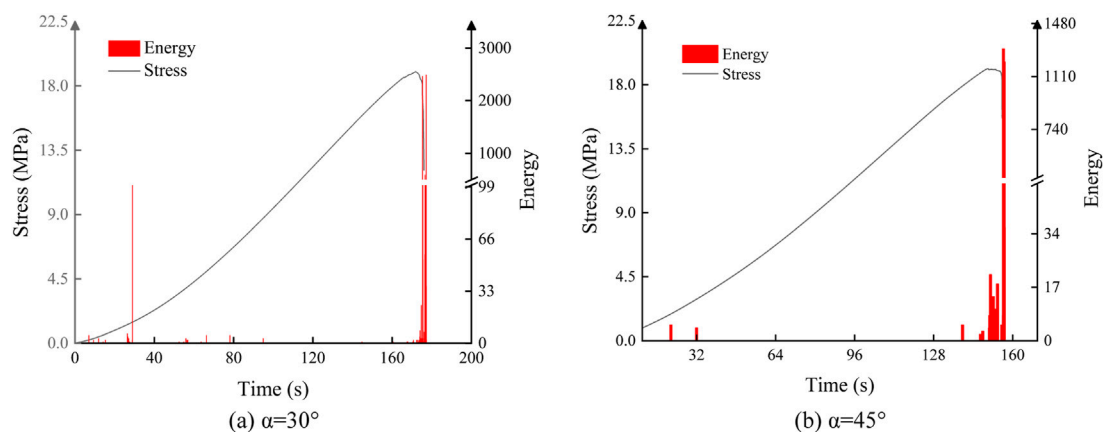 22.5
18.0
13.5
9.0
4.5
0.0
Stress (MPa)
Energy
Stress
3000
2000
1000
99
66
33
0
Energy
0 40 80 120 160 200
Time (s)
(a) α=30°
22.5
18.0
13.5
9.0
4.5
0.0
Stress (MPa)
Energy
Stress
1480
1110
740
34
17
0
Energy
32 64 96 128 160
Time (s)
(b) α=45°